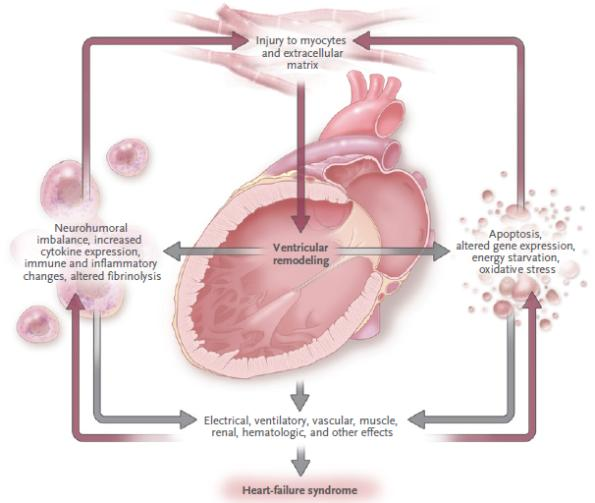 Injury to myocytes
and extracellular
matrix
Neurohumoral
imbalance, increased
cytokine expression,
immune and inflammatory
changes, altered fibrinolysis
Ventricular
remodeling
Apoptosis,
altered gene expression,
energy starvation,
oxidative stress
Electrical, ventilatory, vascular, muscle,
renal, hematologic, and other effects
Heart-failure syndrome